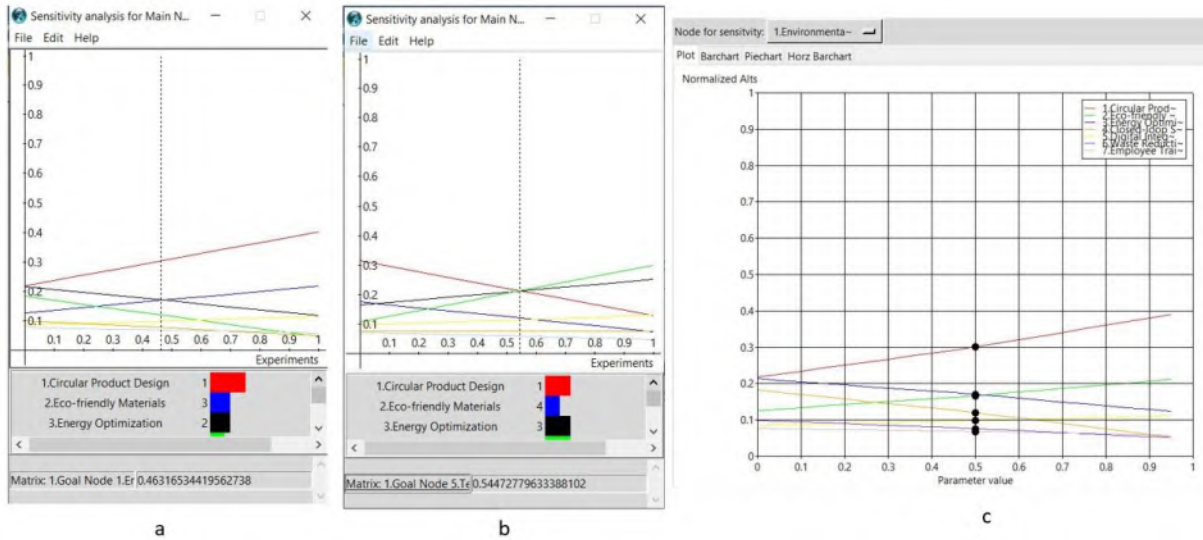 Sensitivity analysis for Main N...
File Edit Help
1
0.9
0.8
0.7
0.6
0.5
0.4
0.3
0.2
0.1
0.1 0.2 0.3 0.4 0.5 0.6 0.7 0.8 0.9 1
Experiments
1.Circular Product Design 1
2.Eco-friendly Materials 3
3.Energy Optimization 2
Matrix: 1.Goal Node 1.Er 0.46316534419562738
a
Sensitivity analysis for Main N...
File Edit Help
1
0.9
0.8
0.7
0.6
0.5
0.4
0.3
0.2
0.1
0.1 0.2 0.3 0.4 0.5 0.6 0.7 0.8 0.9 1
Experiments
1.Circular Product Design 1
2.Eco-friendly Materials 4
3.Energy Optimization 3
Matrix: 1.Goal Node 5.Te 0.54472779633388102
b
Node for sensitvity: 1.Environmenta~
Plot Barchart Piechart Horz Barchart
Normalized Alts
1.Circular Prod~
2.Eco-friendly ~
3.Energy Optimi~
4.Closed-loop S~
5.Digital Integ~
6.Waste Reducti~
7.Employee Trai~
1
0.9
0.8
0.7
0.6
0.5
0.4
0.3
0.2
0.1
0
0 0.1 0.2 0.3 0.4 0.5 0.6 0.7 0.8 0.9 1
Parameter value
c